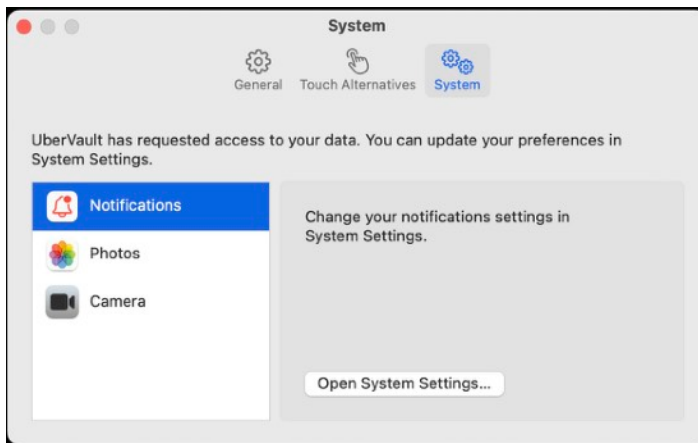 System
General
Touch Alternatives
System
UberVault has requested access to your data. You can update your preferences in
System Settings.
Notifications
Photos
Camera
Change your notifications settings in
System Settings.
Open System Settings...